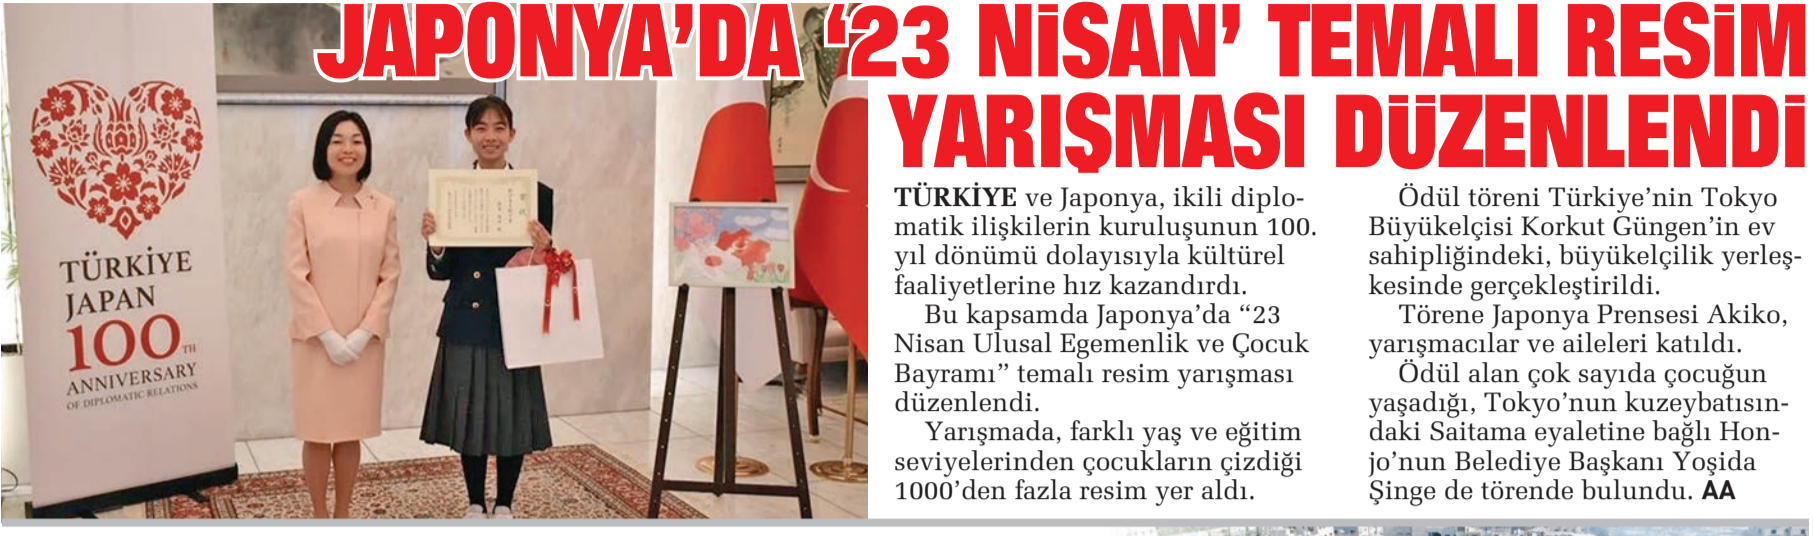 JAPONYA’DA ‘23 NİSAN’ TEMALI RESİM
YARIŞMASI DÜZENLENDİ
TÜRKİYE
JAPAN
100TH
ANNIVERSARY
OF DIPLOMATIC RELATIONS
TÜRKİYE ve Japonya, ikili diplo-
matik ilişkilerin kuruluşunun 100.
yıl dönümü dolayısıyla kültürel
faaliyetlerine hız kazandırdı.
Bu kapsamda Japonya’da “23
Nisan Ulusal Egemenlik ve Çocuk
Bayramı” temalı resim yarışması
düzenlendi.
Yarışmada, farklı yaş ve eğitim
seviyelerinden çocukların çizdiği
1000’den fazla resim yer aldı.
Ödül töreni Türkiye’nin Tokyo
Büyükelçisi Korkut Güngen’in ev
sahipliğindeki, büyükelçilik yerleş-
kesinde gerçekleştirildi.
Törene Japonya Prensesi Akiko,
yarışmacılar ve aileleri katıldı.
Ödül alan çok sayıda çocuğun
yaşadığı, Tokyo’nun kuzeybatısın-
daki Saitama eyaletine bağlı Hon-
jo’nun Belediye Başkanı Yoşida
Şinge de törende bulundu. AA